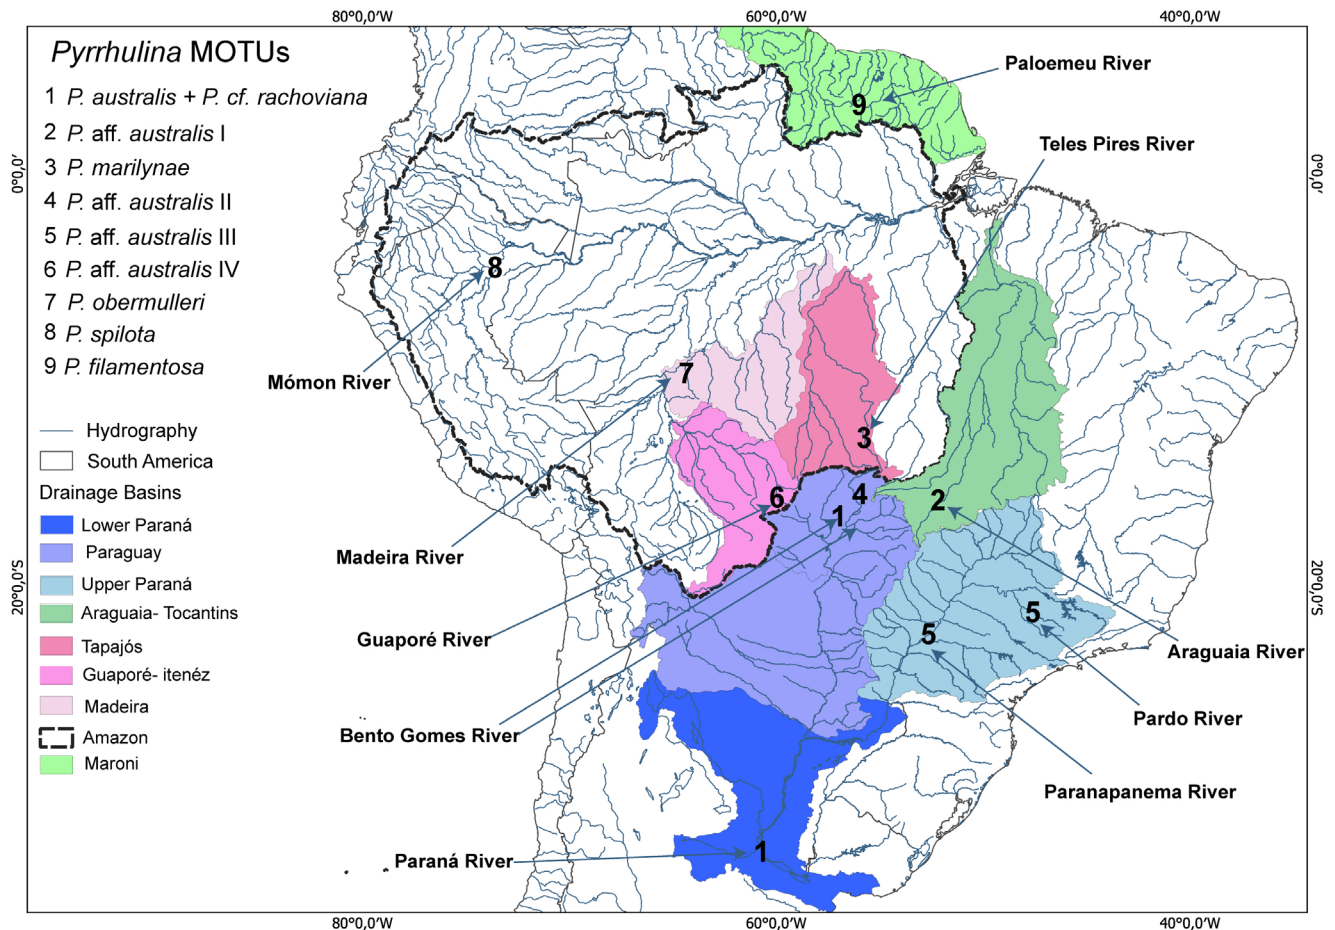 80°0,0'W 60°0,0'W 40°0,0'W
Pyrrhulina MOTUs
1 P. australis + P. cf. rachoviana
2 P. aff. australis I
3 P. marilynae
4 P. aff. australis II
5 P. aff. australis III
6 P. aff. australis IV
7 P. obermulleri
8 P. spilota
9 P. filamentosa
Hydrography
South America
Drainage Basins
Lower Paraná
Paraguay
Upper Paraná
Araguaia- Tocantins
Tapajós
Guaporé- itenéz
Madeira
Amazon
Maroni
0°0,0'
0°0,0'
20°0,0'S
20°0,0'S
Paloemeu River
9
Teles Pires River
8
Mómon River
7
3
Madeira River
6
4
1
2
Guaporé River
5
5
Araguaia River
Bento Gomes River
Pardo River
Paranapanema River
Paraná River
1
80°0,0'W 60°0,0'W 40°0,0'W